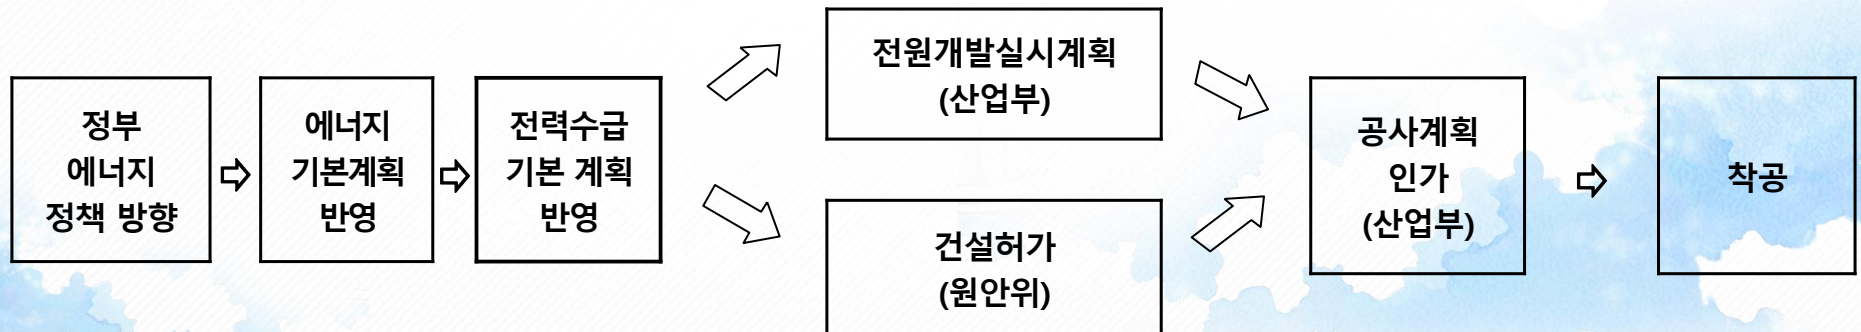 정부
에너지
정책 방향
에너지
기본계획
반영
전력수급
기본 계획
반영
전원개발실시계획
(산업부)
건설허가
(원안위)
공사계획
인가
(산업부)
착공